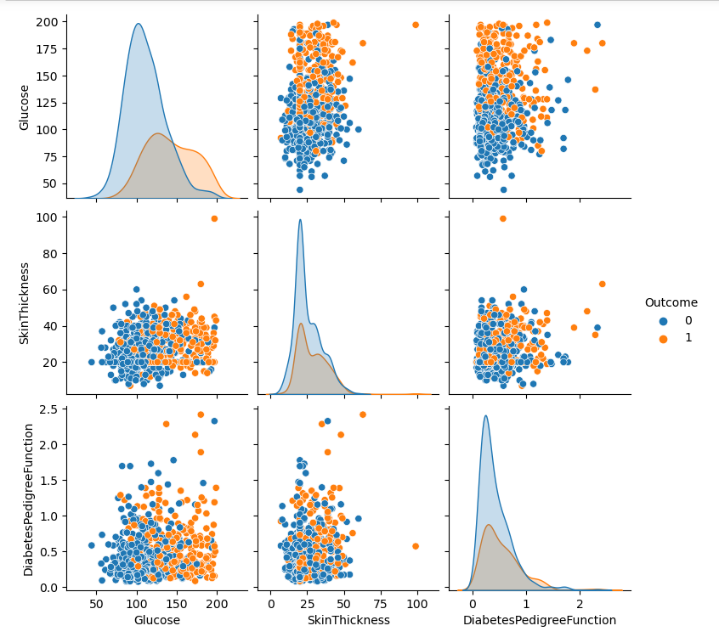 200
175
150
125
100
75
50
Glucose
100
80
60
40
20
SkinThickness
Outcome
0
1
2.5
2.0
1.5
1.0
0.5
0.0
DiabetesPedigreeFunction
50 100 150 200
0 25 50 75 100
0 1 2
Glucose
SkinThickness
DiabetesPedigreeFunction